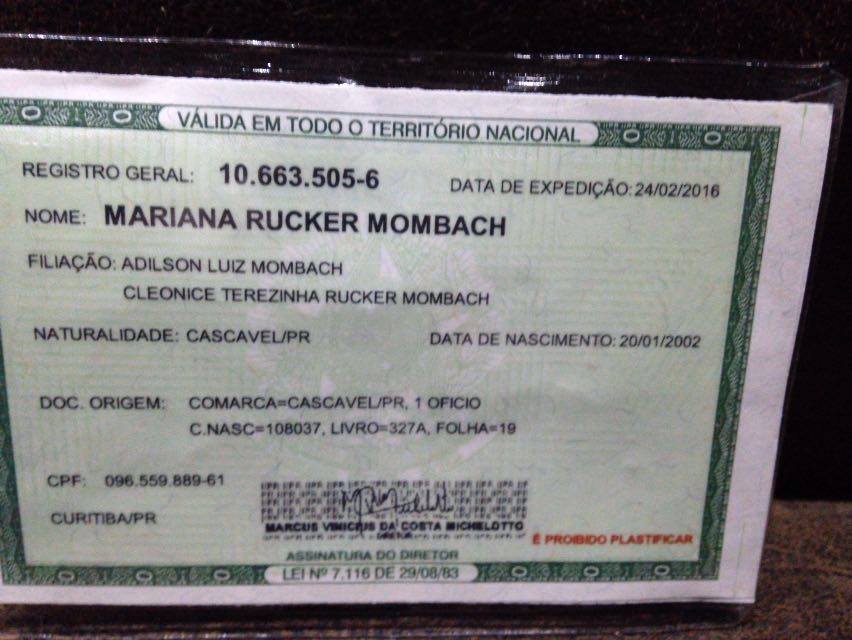 VÁLIDA EM TODO O TERRITÓRIO NACIONAL
REGISTRO GERAL: 10.663.505-6 DATA DE EXPEDIÇÃO: 24/02/2016
NOME: MARIANA RUCKER MOMBACH
FILIAÇÃO: ADILSON LUIZ MOMBACH
CLEONICE TEREZINHA RUCKER MOMBACH
NATURALIDADE: CASCAVEL/PR DATA DE NASCIMENTO: 20/01/2002
DOC. ORIGEM: COMARCA=CASCAVEL/PR, 1 OFICIO
C.NASC=108037, LIVRO=327A, FOLHA=19
CPF: 096.559.889-61
CURITIBA/PR
MARCUS VINICIUS DA COSTA MICHELOTTO
DIRETOR
É PROIBIDO PLASTIFICAR
ASSINATURA DO DIRETOR
LEI Nº 7.116 DE 29/08/83